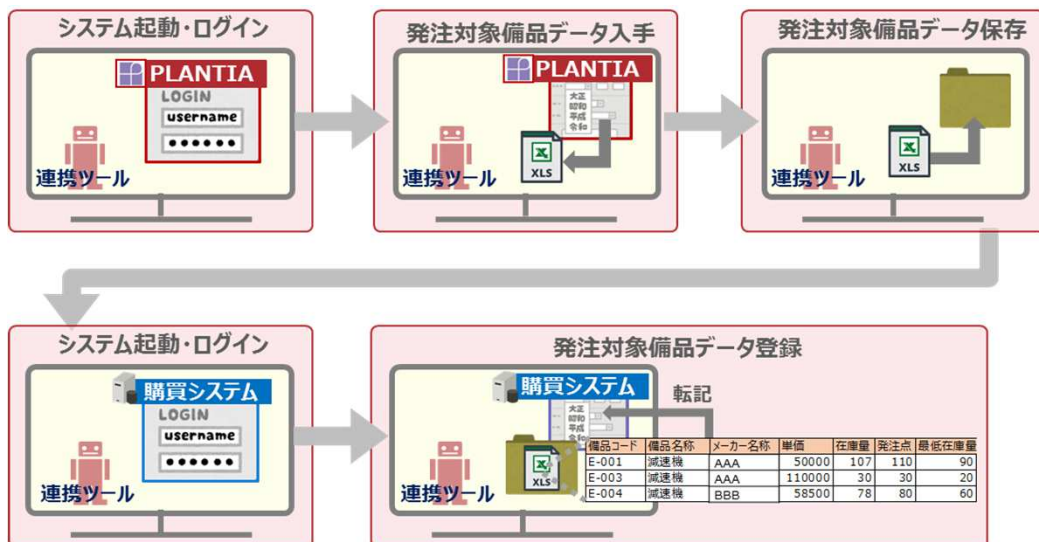 システム起動・ログイン
PLANTIA
LOGIN
username
連携ツール
発注対象備品データ入手
PLANTIA
大正
昭和
平成
令和
XLS
連携ツール
発注対象備品データ保存
XLS
連携ツール
システム起動・ログイン
購買システム
LOGIN
username
連携ツール
発注対象備品データ登録
購買システム
転記
大正
昭和
平成
XLS
連携ツール
備品コード 備品名称 メーカー名称 単価 在庫量 発注点 最低在庫量
E-001 減速機 AAA 50000 107 110 90
E-003 減速機 AAA 110000 30 30 20
E-004 減速機 BBB 58500 78 80 60